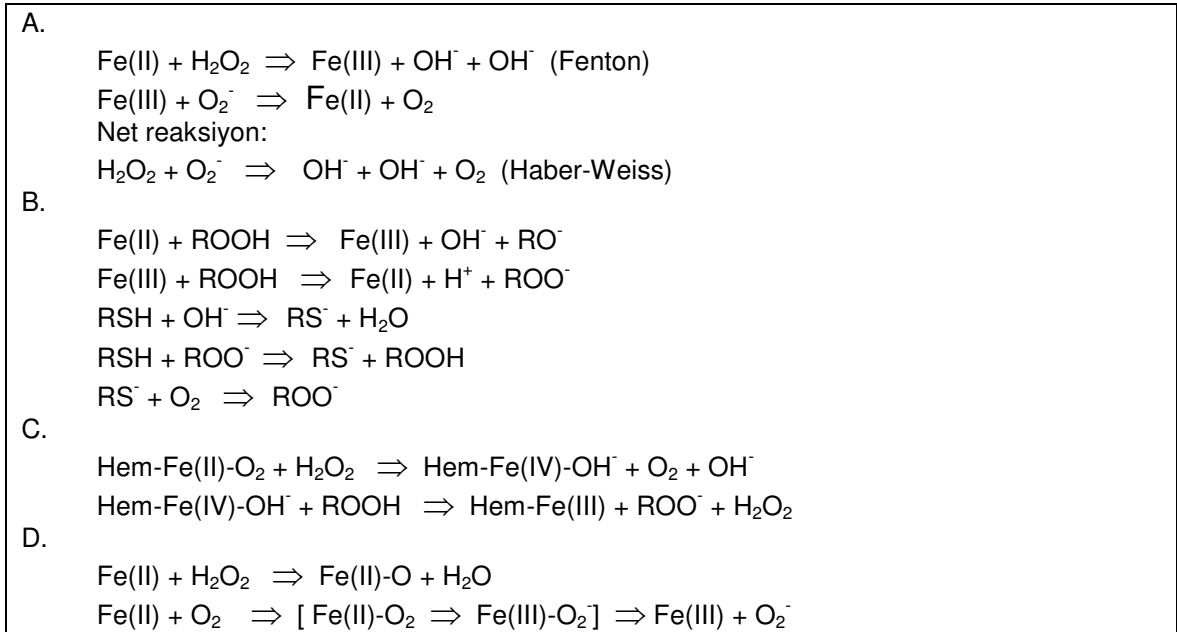 A.
Fe(II) + H₂O₂ ⇒ Fe(III) + OH⁻ + OH⁻ (Fenton)
Fe(III) + O₂⁻ ⇒ Fe(II) + O₂
Net reaksiyon:
H₂O₂ + O₂⁻ ⇒ OH⁻ + OH⁻ + O₂ (Haber-Weiss)
B.
Fe(II) + ROOH ⇒ Fe(III) + OH⁻ + RO⁻
Fe(III) + ROOH ⇒ Fe(II) + H⁺ + ROO⁻
RSH + OH⁻ ⇒ RS⁻ + H₂O
RSH + ROO⁻ ⇒ RS⁻ + ROOH
RS⁻ + O₂ ⇒ ROO⁻
C.
Hem-Fe(II)-O₂ + H₂O₂ ⇒ Hem-Fe(IV)-OH⁻ + O₂ + OH⁻
Hem-Fe(IV)-OH⁻ + ROOH ⇒ Hem-Fe(III) + ROO⁻ + H₂O₂
D.
Fe(II) + H₂O₂ ⇒ Fe(II)-O + H₂O
Fe(II) + O₂ ⇒ [ Fe(II)-O₂ ⇒ Fe(III)-O₂⁻] ⇒ Fe(III) + O₂⁻